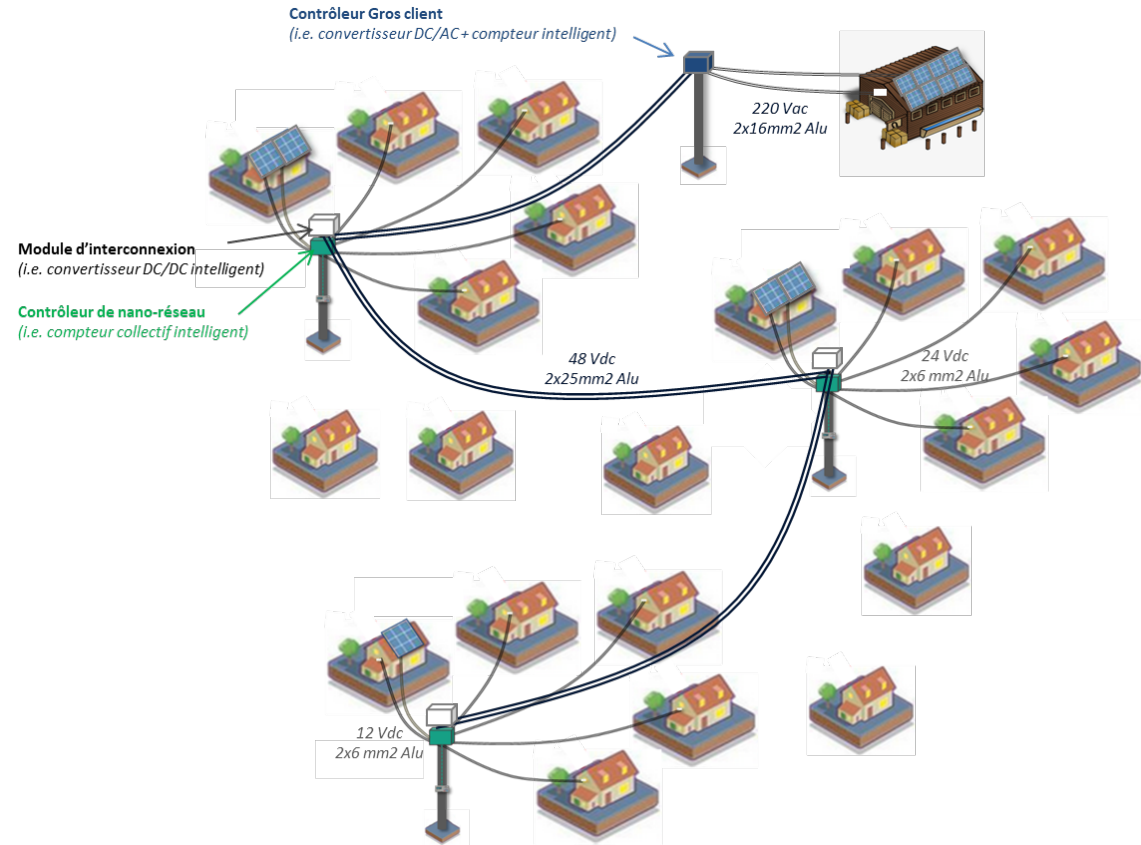 Contrôleur Gros client
(i.e. convertisseur DC/AC + compteur intelligent)
220 Vac
2x16mm2 Alu
Module d'interconnexion
(i.e. convertisseur DC/DC intelligent)
Contrôleur de nano-réseau
(i.e. compteur collectif intelligent)
48 Vdc
2x25mm2 Alu
24 Vdc
2x6 mm2 Alu
12 Vdc
2x6 mm2 Alu